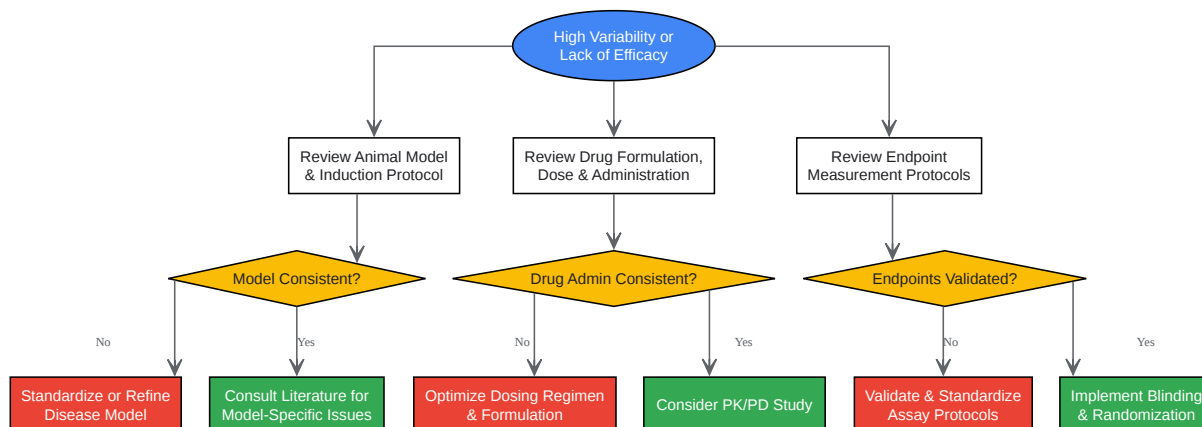 High Variability or
Lack of Efficacy
Review Animal Model
& Induction Protocol
Review Drug Formulation,
Dose & Administration
Review Endpoint
Measurement Protocols
Model Consistent?
Drug Admin Consistent?
Endpoints Validated?
No
Yes
No
Yes
No
Yes
Standardize or Refine
Disease Model
Consult Literature for
Model-Specific Issues
Optimize Dosing Regimen
& Formulation
Consider PK/PD Study
Validate & Standardize
Assay Protocols
Implement Blinding
& Randomization